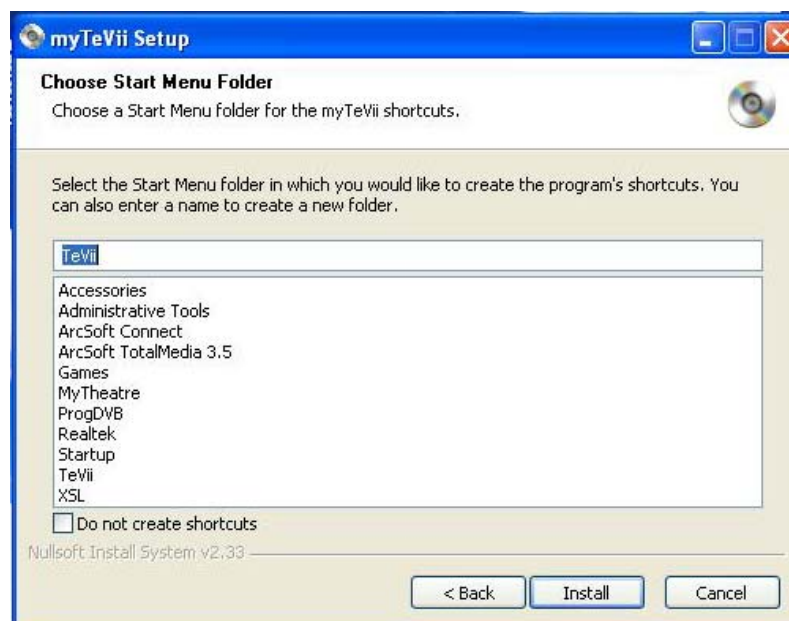 myTeVii Setup
Choose Start Menu Folder
Choose a Start Menu folder for the myTeVii shortcuts.
Select the Start Menu folder in which you would like to create the program's shortcuts. You
can also enter a name to create a new folder.
TeVii
Accessories
Administrative Tools
ArcSoft Connect
ArcSoft TotalMedia 3.5
Games
MyTheatre
ProgDVB
Realtek
Startup
TeVii
XSL
Do not create shortcuts
Nullsoft Install System v2.33
< Back
Install
Cancel